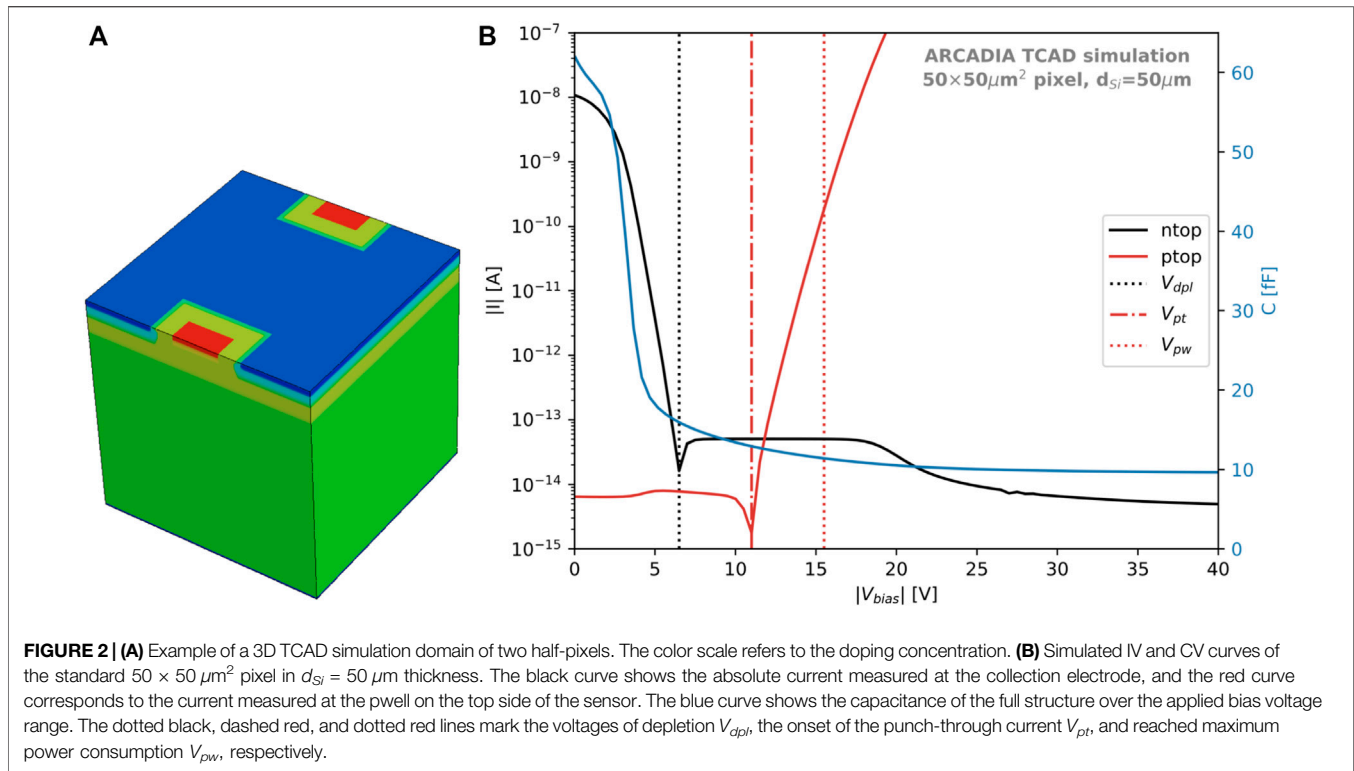 A
B
10⁻⁷
10⁻⁸
10⁻⁹
10⁻¹⁰
10⁻¹¹
10⁻¹²
10⁻¹³
10⁻¹⁴
10⁻¹⁵
|I| [A]
ARCADIA TCAD simulation
50×50μm² pixel, d_Si=50μm
ntop
ptop
V_dpl
V_pt
V_pw
60
50
40
30
20
10
0
C [fF]
0 5 10 15 20 25 30 35 40
|V_bias| [V]
FIGURE 2 | (A) Example of a 3D TCAD simulation domain of two half-pixels. The color scale refers to the doping concentration. (B) Simulated IV and CV curves of
the standard 50 × 50 μm² pixel in d_Si = 50 μm thickness. The black curve shows the absolute current measured at the collection electrode, and the red curve
corresponds to the current measured at the pwell on the top side of the sensor. The blue curve shows the capacitance of the full structure over the applied bias voltage
range. The dotted black, dashed red, and dotted red lines mark the voltages of depletion V_dpl, the onset of the punch-through current V_pt, and reached maximum
power consumption V_pw, respectively.